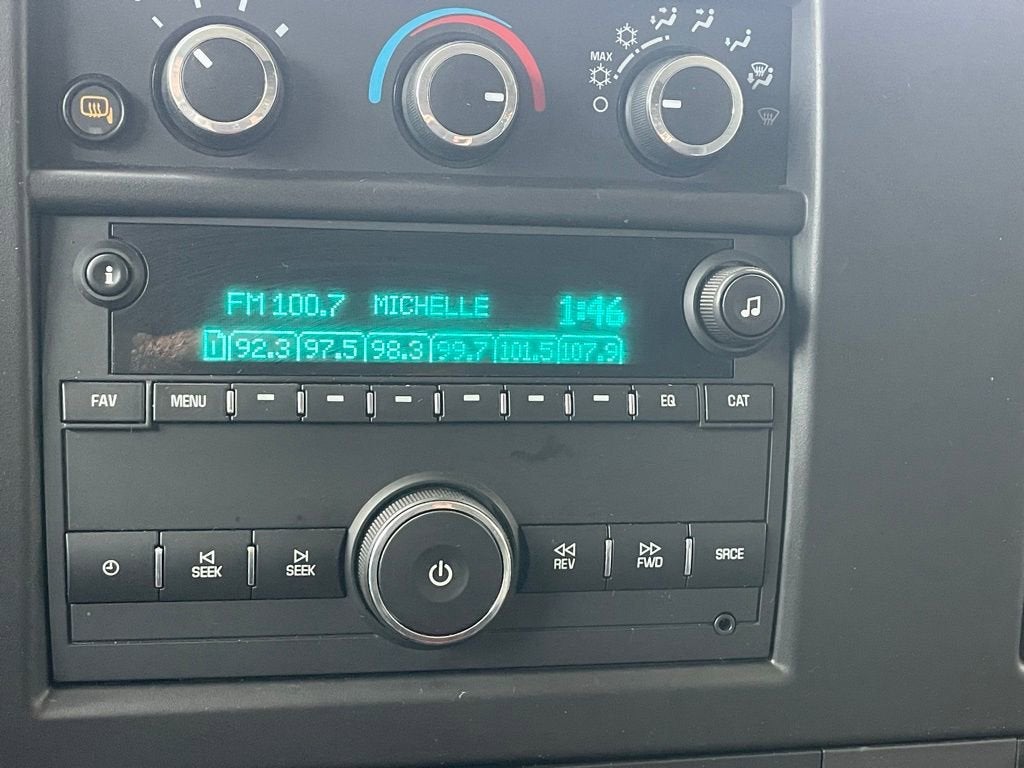 MAX
i
FM 100.7 MICHELLE 1:46
1 92.3 97.5 98.3 99.7 101.5 107.9
FAV MENU EQ CAT
SEEK SEEK REV FWD SRCE